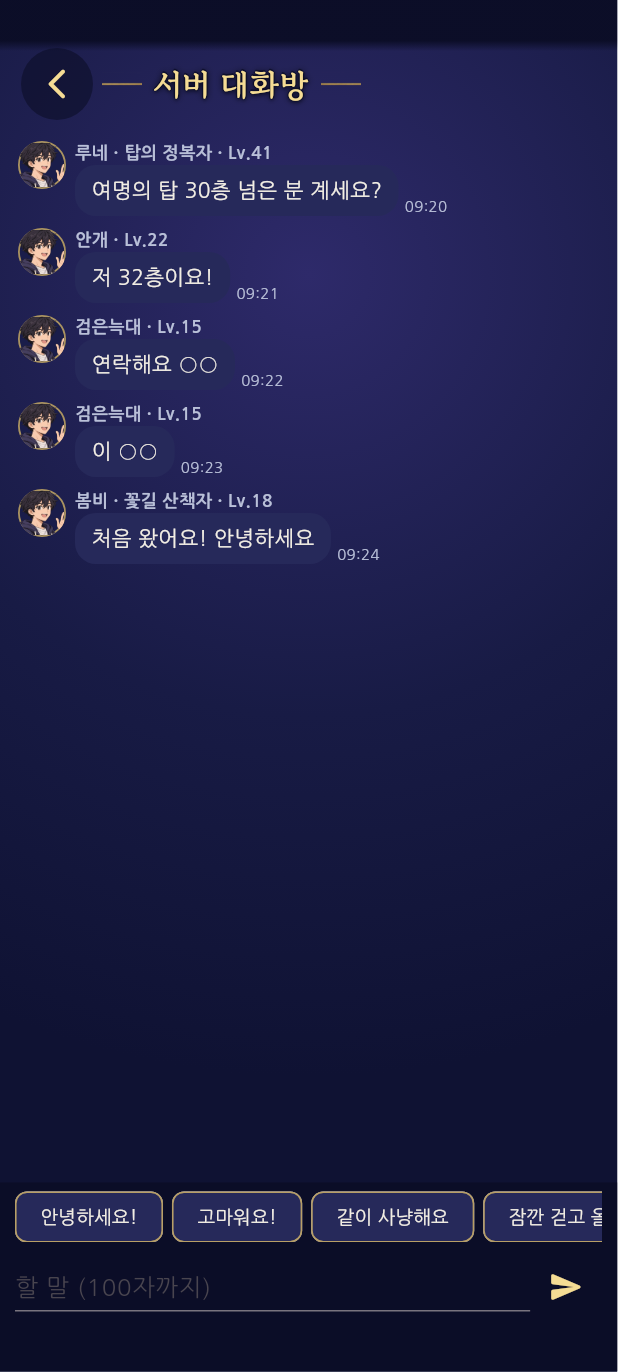 서버 대화방
루네 · 탑의 정복자 · Lv.41
여명의 탑 30층 넘은 분 계세요?
09:20
안개 · Lv.22
저 32층이요!
09:21
검은늑대 · Lv.15
연락해요 ○○
09:22
검은늑대 · Lv.15
이 ○○
09:23
봄비 · 꽃길 산책자 · Lv.18
처음 왔어요! 안녕하세요
09:24
안녕하세요!
고마워요!
같이 사냥해요
잠깐 걷고 올
할 말 (100자까지)